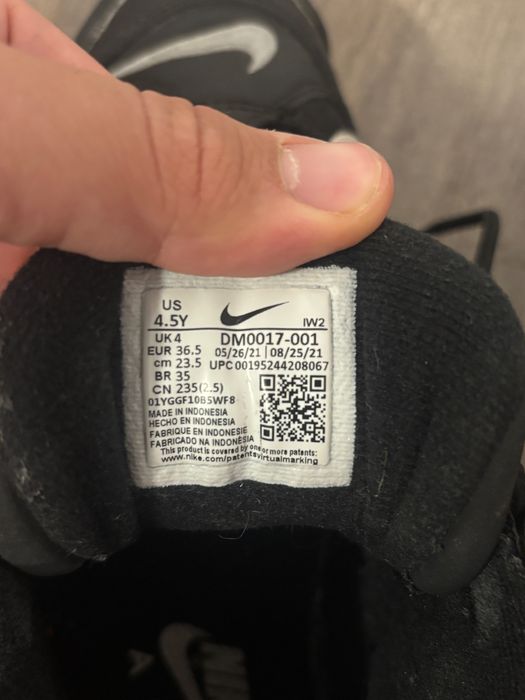 US
4.5Y
IW2
UK 4
DM0017-001
EUR 36.5
05/26/21 | 08/25/21
cm 23.5
UPC 00195244208067
BR 35
CN 235(2.5)
01YGGF10B5WF8
MADE IN INDONESIA
HECHO EN INDONESIA
FABRIQUE EN INDONESIE
FABRICADO NA INDONÉSIA
This product is covered by one or more patents:
www.nike.com/patentsvirtualmarking
NIKE